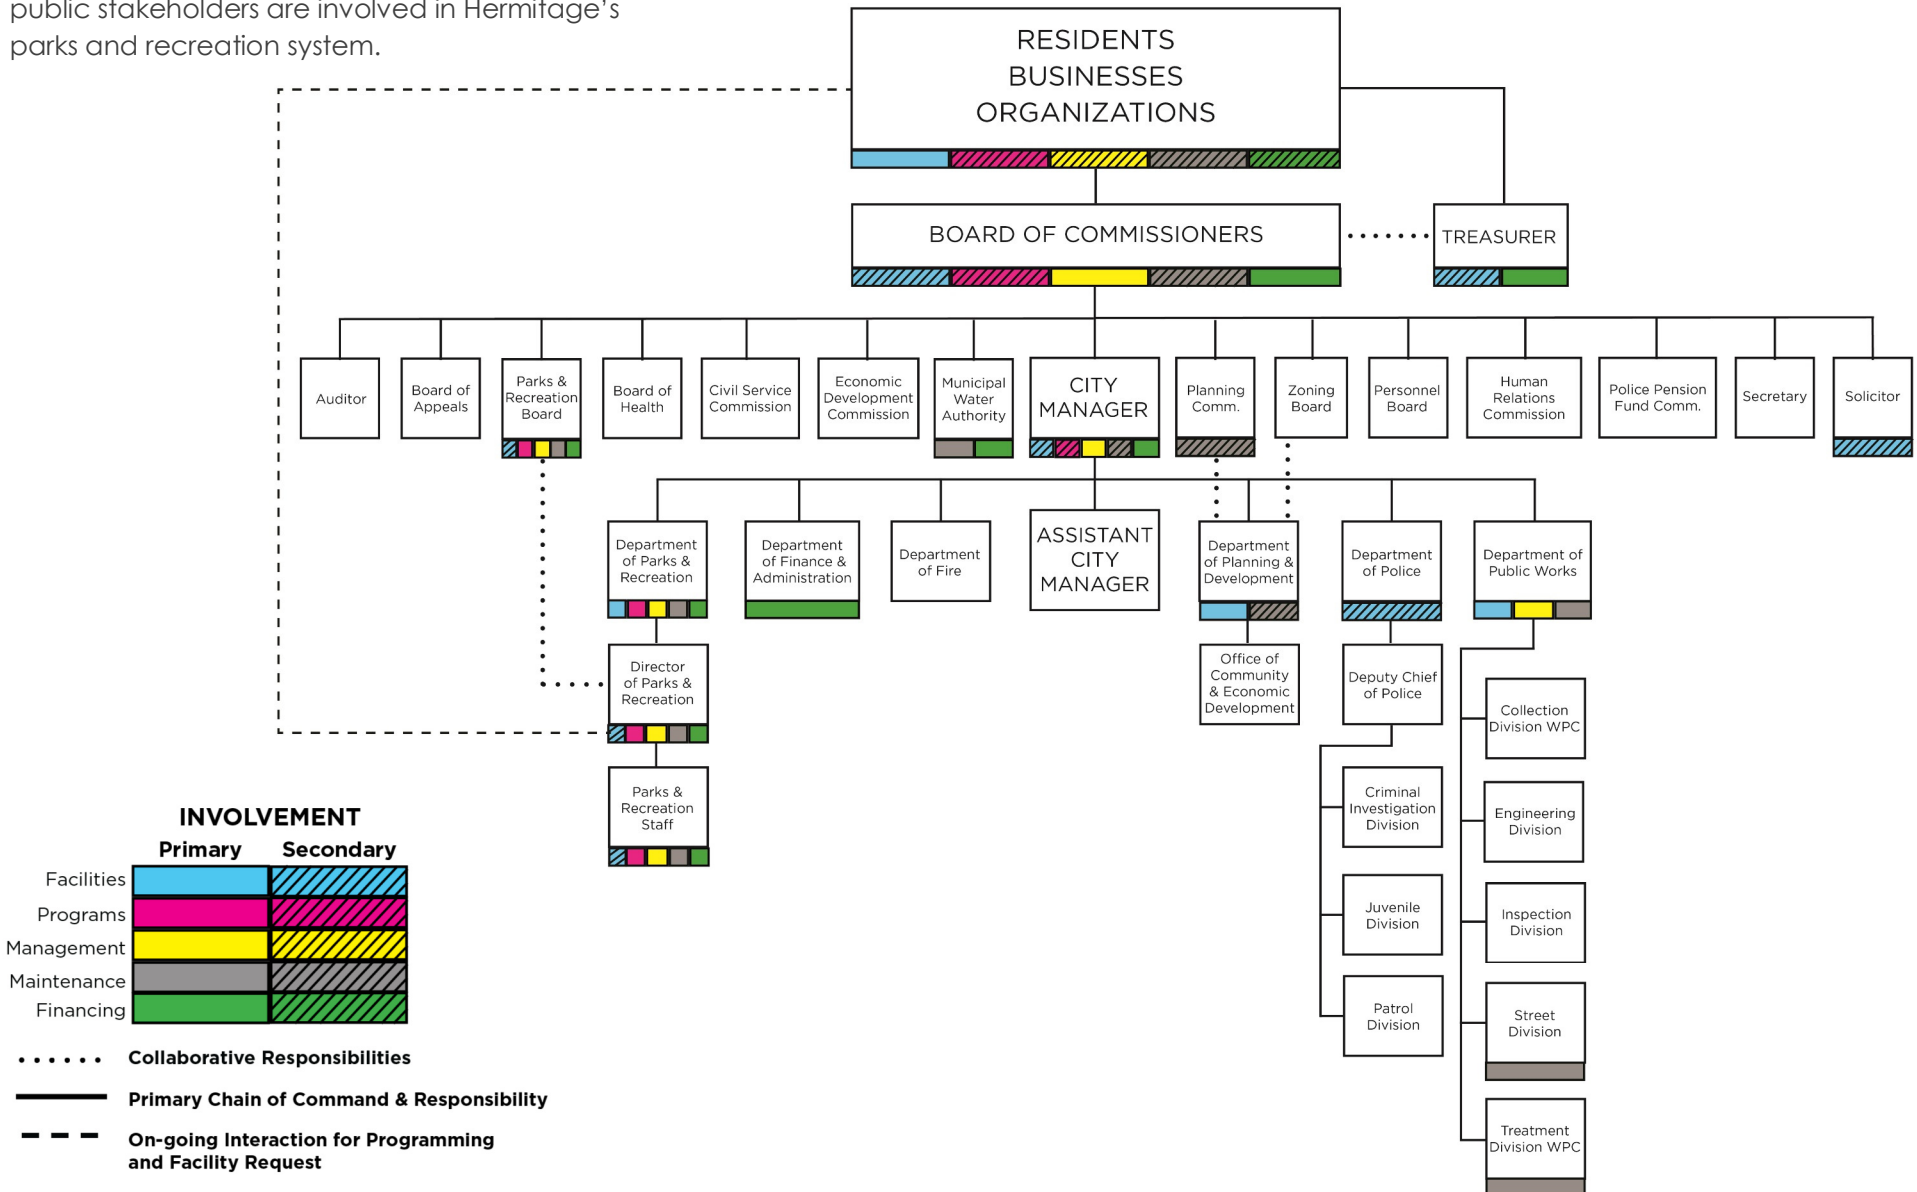 public stakeholders are involved in Hermitage's
parks and recreation system.
RESIDENTS
BUSINESSES
ORGANIZATIONS
BOARD OF COMMISSIONERS
TREASURER
Auditor
Board of
Appeals
Parks &
Recreation
Board
Board of
Health
Civil Service
Commission
Economic
Development
Commission
Municipal
Water
Authority
CITY
MANAGER
Planning
Comm.
Zoning
Board
Personnel
Board
Human
Relations
Commission
Police Pension
Fund Comm.
Secretary
Solicitor
Department
of Parks &
Recreation
Department
of Finance &
Administration
Department
of Fire
ASSISTANT
CITY
MANAGER
Department
of Planning &
Development
Department
of Police
Department of
Public Works
Director
of Parks &
Recreation
Office of
Community
& Economic
Development
Deputy Chief
of Police
Collection
Division WPC
Parks &
Recreation
Staff
Criminal
Investigation
Division
Engineering
Division
Juvenile
Division
Inspection
Division
Patrol
Division
Street
Division
Treatment
Division WPC
INVOLVEMENT
Primary Secondary
Facilities
Programs
Management
Maintenance
Financing
Collaborative Responsibilities
Primary Chain of Command & Responsibility
On-going Interaction for Programming
and Facility Request